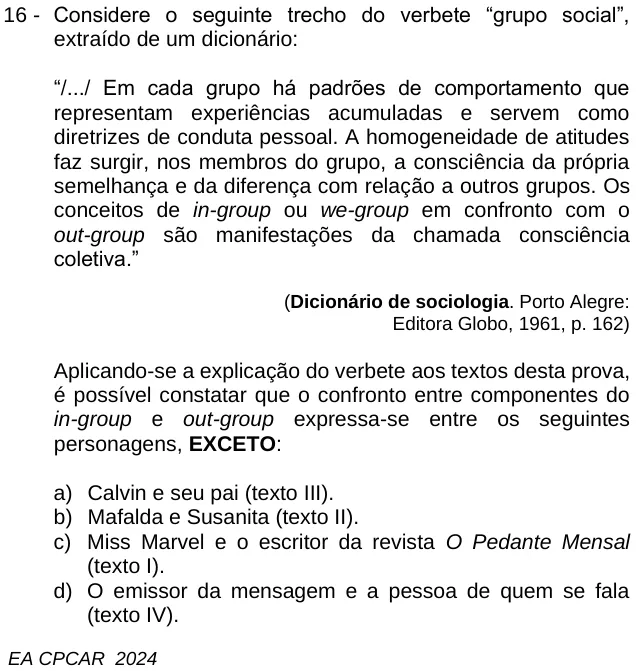 16 - Considere o seguinte trecho do verbete “grupo social”,
extraído de um dicionário:
“/.../ Em cada grupo há padrões de comportamento que
representam experiências acumuladas e servem como
diretrizes de conduta pessoal. A homogeneidade de atitudes
faz surgir, nos membros do grupo, a consciência da própria
semelhança e da diferença com relação a outros grupos. Os
conceitos de in-group ou we-group em confronto com o
out-group são manifestações da chamada consciência
coletiva.”
(Dicionário de sociologia. Porto Alegre:
Editora Globo, 1961, p. 162)
Aplicando-se a explicação do verbete aos textos desta prova,
é possível constatar que o confronto entre componentes do
in-group e out-group expressa-se entre os seguintes
personagens, EXCETO:
a) Calvin e seu pai (texto III).
b) Mafalda e Susanita (texto II).
c) Miss Marvel e o escritor da revista O Pedante Mensal
(texto I).
d) O emissor da mensagem e a pessoa de quem se fala
(texto IV).
EA CPCAR 2024